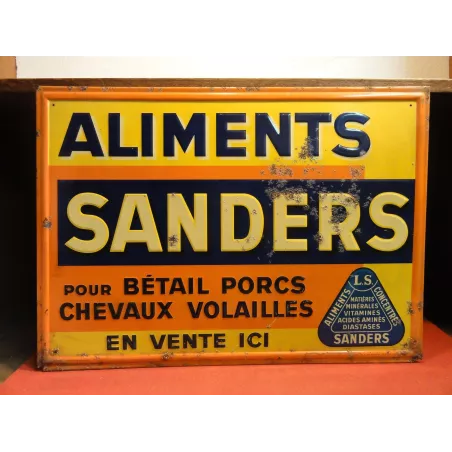 ALIMENTS
SANDERS
POUR BÉTAIL PORCS
CHEVAUX VOLAILLES
EN VENTE ICI
L.S.
ALIMENTS CONCENTRÉS
MATIÈRES
MINÉRALES
VITAMINES
ACIDES AMINÉS
DIASTASES
SANDERS